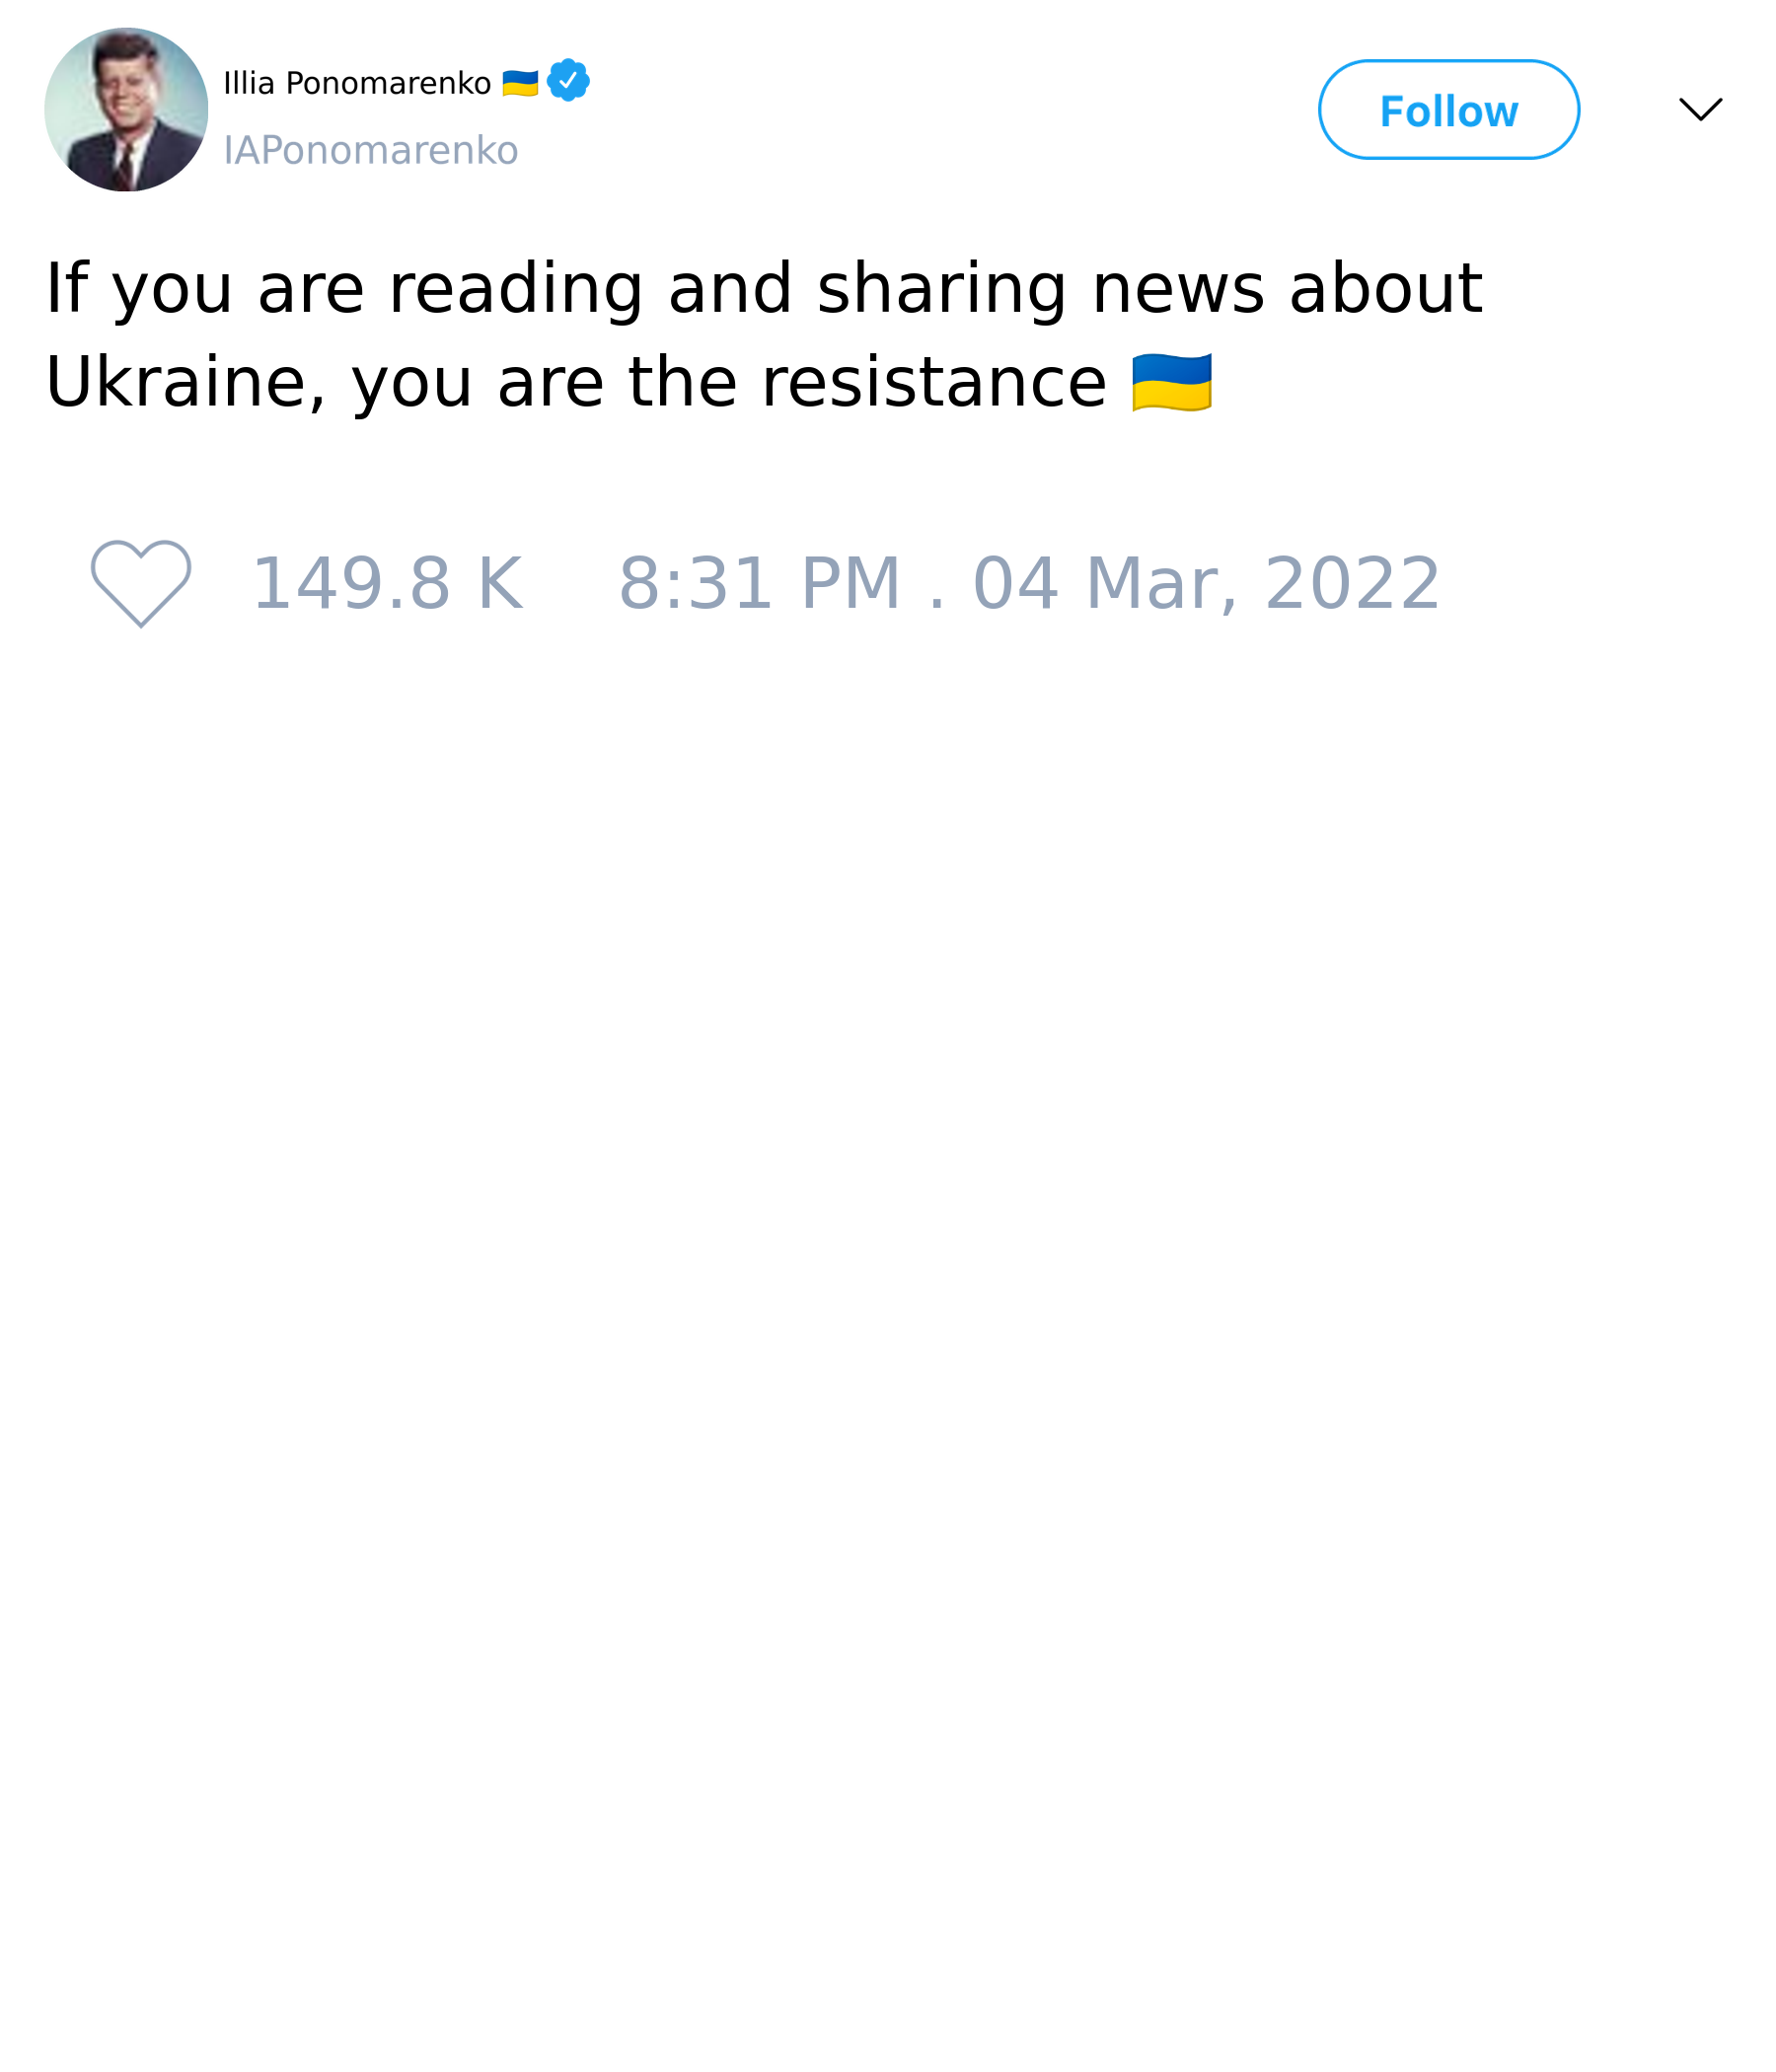 Illia Ponomarenko 🇺🇦
IAPonomarenko
Follow
If you are reading and sharing news about
Ukraine, you are the resistance 🇺🇦
149.8 K 8:31 PM . 04 Mar, 2022